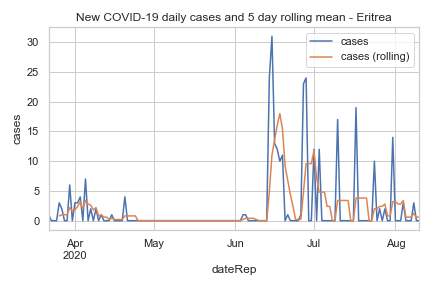 New COVID-19 daily cases and 5 day rolling mean - Eritrea
cases
cases (rolling)
30
25
20
15
10
5
0
cases
Apr
2020
May
Jun
Jul
Aug
dateRep